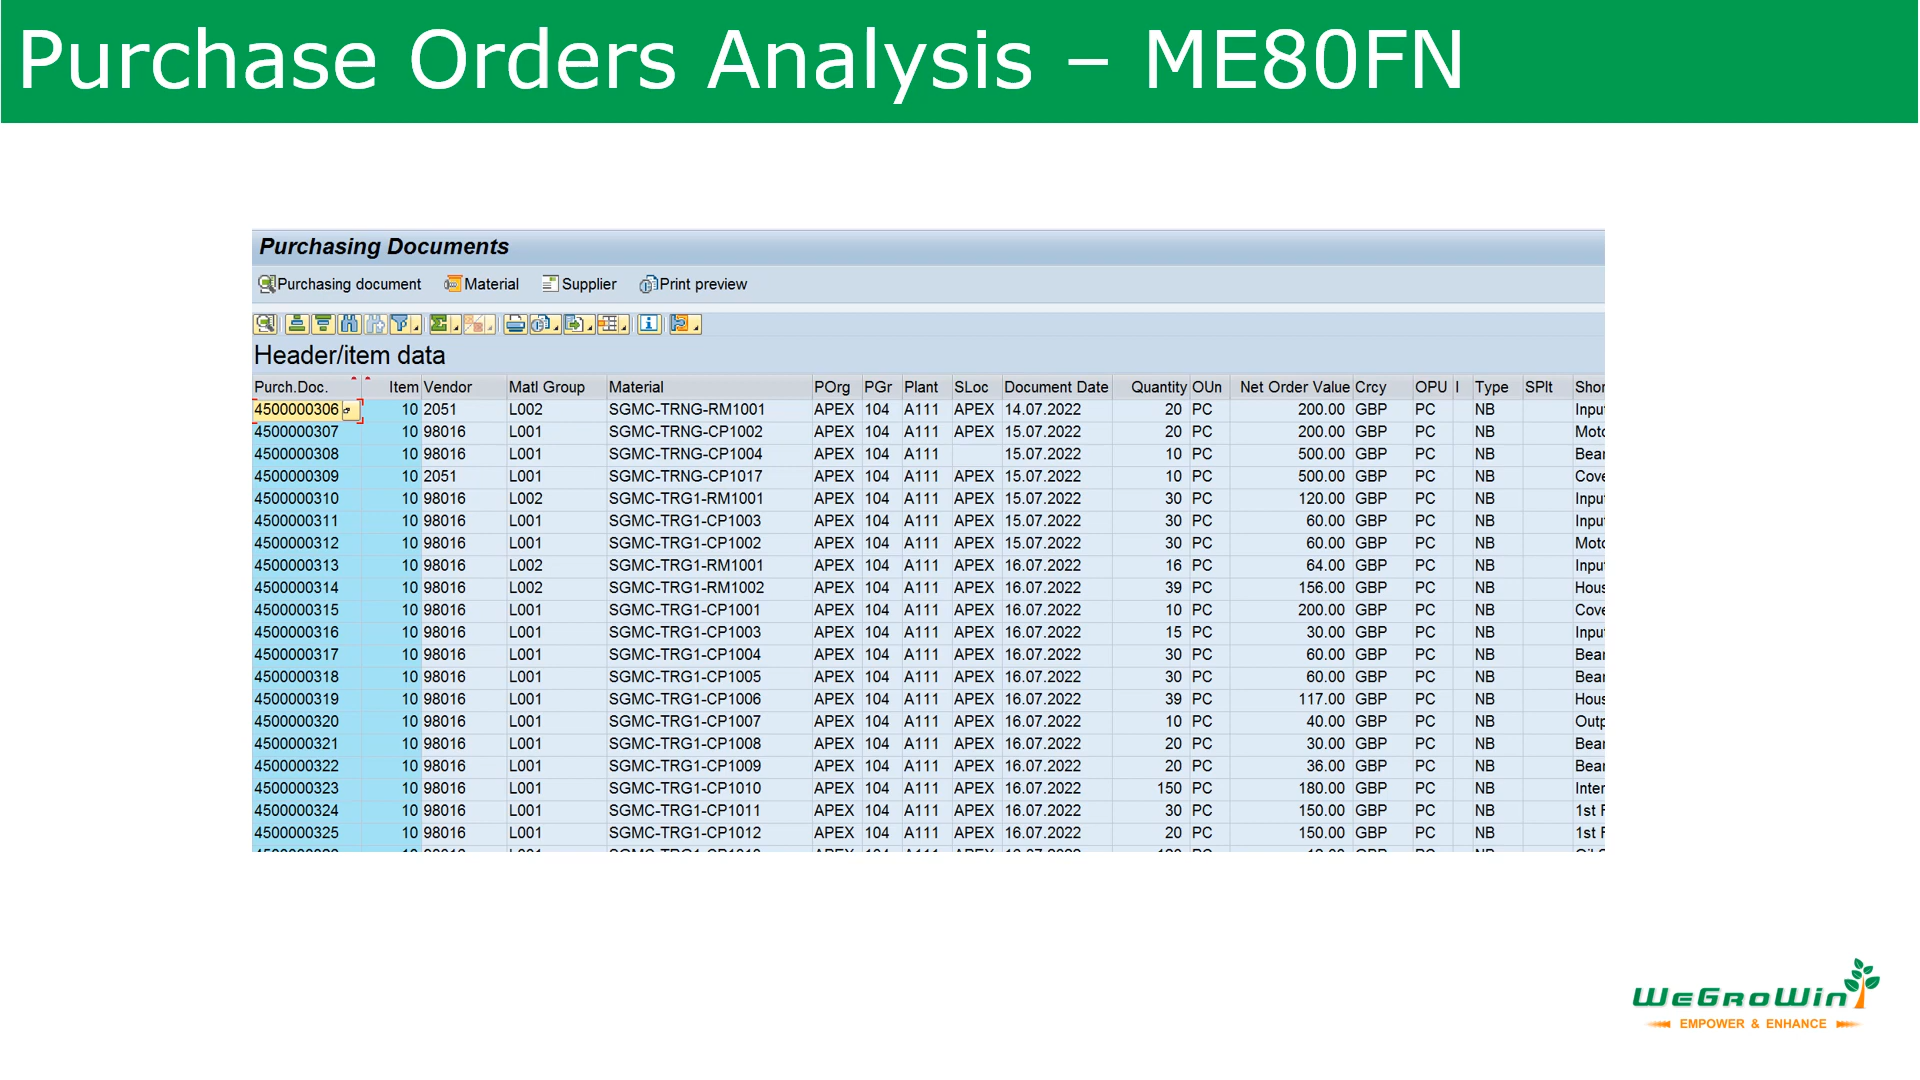 Purchase Orders Analysis – ME80FN
Purchasing Documents
Purchasing document Material Supplier Print preview
Header/item data
Purch.Doc. Item Vendor Matl Group Material POrg PGr Plant SLoc Document Date Quantity OUn Net Order Value Crcy OPU I Type SPlt Shor
4500000306 10 2051 L002 SGMC-TRNG-RM1001 APEX 104 A111 APEX 14.07.2022 20 PC 200.00 GBP PC NB Inpu
4500000307 10 98016 L001 SGMC-TRNG-CP1002 APEX 104 A111 APEX 15.07.2022 20 PC 200.00 GBP PC NB Moto
4500000308 10 98016 L001 SGMC-TRNG-CP1004 APEX 104 A111 15.07.2022 10 PC 500.00 GBP PC NB Bear
4500000309 10 2051 L001 SGMC-TRNG-CP1017 APEX 104 A111 APEX 15.07.2022 10 PC 500.00 GBP PC NB Cove
4500000310 10 98016 L002 SGMC-TRG1-RM1001 APEX 104 A111 APEX 15.07.2022 30 PC 120.00 GBP PC NB Inpu
4500000311 10 98016 L001 SGMC-TRG1-CP1003 APEX 104 A111 APEX 15.07.2022 30 PC 60.00 GBP PC NB Inpu
4500000312 10 98016 L001 SGMC-TRG1-CP1002 APEX 104 A111 APEX 15.07.2022 30 PC 60.00 GBP PC NB Moto
4500000313 10 98016 L002 SGMC-TRG1-RM1001 APEX 104 A111 APEX 16.07.2022 16 PC 64.00 GBP PC NB Inpu
4500000314 10 98016 L002 SGMC-TRG1-RM1002 APEX 104 A111 APEX 16.07.2022 39 PC 156.00 GBP PC NB Hous
4500000315 10 98016 L001 SGMC-TRG1-CP1001 APEX 104 A111 APEX 16.07.2022 10 PC 200.00 GBP PC NB Cove
4500000316 10 98016 L001 SGMC-TRG1-CP1003 APEX 104 A111 APEX 16.07.2022 15 PC 30.00 GBP PC NB Inpu
4500000317 10 98016 L001 SGMC-TRG1-CP1004 APEX 104 A111 APEX 16.07.2022 30 PC 60.00 GBP PC NB Bear
4500000318 10 98016 L001 SGMC-TRG1-CP1005 APEX 104 A111 APEX 16.07.2022 30 PC 60.00 GBP PC NB Bear
4500000319 10 98016 L001 SGMC-TRG1-CP1006 APEX 104 A111 APEX 16.07.2022 39 PC 117.00 GBP PC NB Hous
4500000320 10 98016 L001 SGMC-TRG1-CP1007 APEX 104 A111 APEX 16.07.2022 10 PC 40.00 GBP PC NB Outp
4500000321 10 98016 L001 SGMC-TRG1-CP1008 APEX 104 A111 APEX 16.07.2022 20 PC 30.00 GBP PC NB Bear
4500000322 10 98016 L001 SGMC-TRG1-CP1009 APEX 104 A111 APEX 16.07.2022 20 PC 36.00 GBP PC NB Bear
4500000323 10 98016 L001 SGMC-TRG1-CP1010 APEX 104 A111 APEX 16.07.2022 150 PC 180.00 GBP PC NB Inter
4500000324 10 98016 L001 SGMC-TRG1-CP1011 APEX 104 A111 APEX 16.07.2022 30 PC 150.00 GBP PC NB 1st F
4500000325 10 98016 L001 SGMC-TRG1-CP1012 APEX 104 A111 APEX 16.07.2022 20 PC 150.00 GBP PC NB 1st F
WeGroWin
EMPOWER & ENHANCE